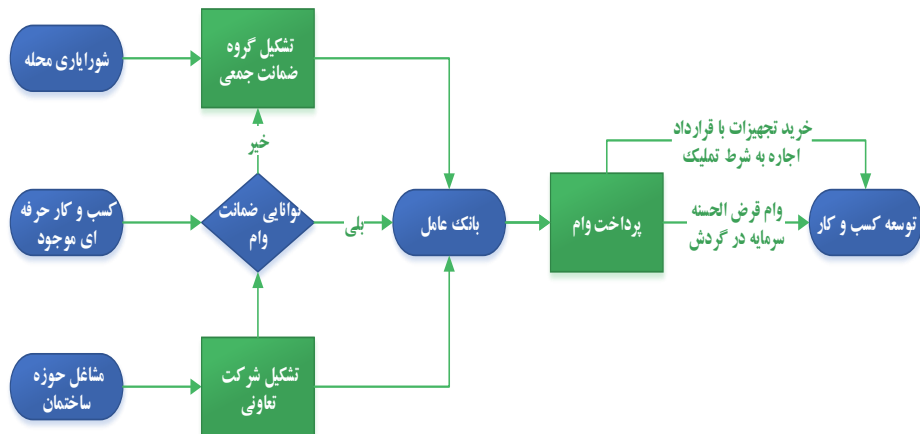 شورایاری محله
تشکیل گروه
ضمانت جمعی
خیر
کسب و کار حرفه
ای موجود
توانایی ضمانت
وام
بلی
بانک عامل
پرداخت وام
خرید تجهیزات با قرارداد
اجاره به شرط تملیک
وام قرض الحسنه
سرمایه در گردش
توسعه کسب و کار
مشاغل حوزه
ساختمان
تشکیل شرکت
تعاونی